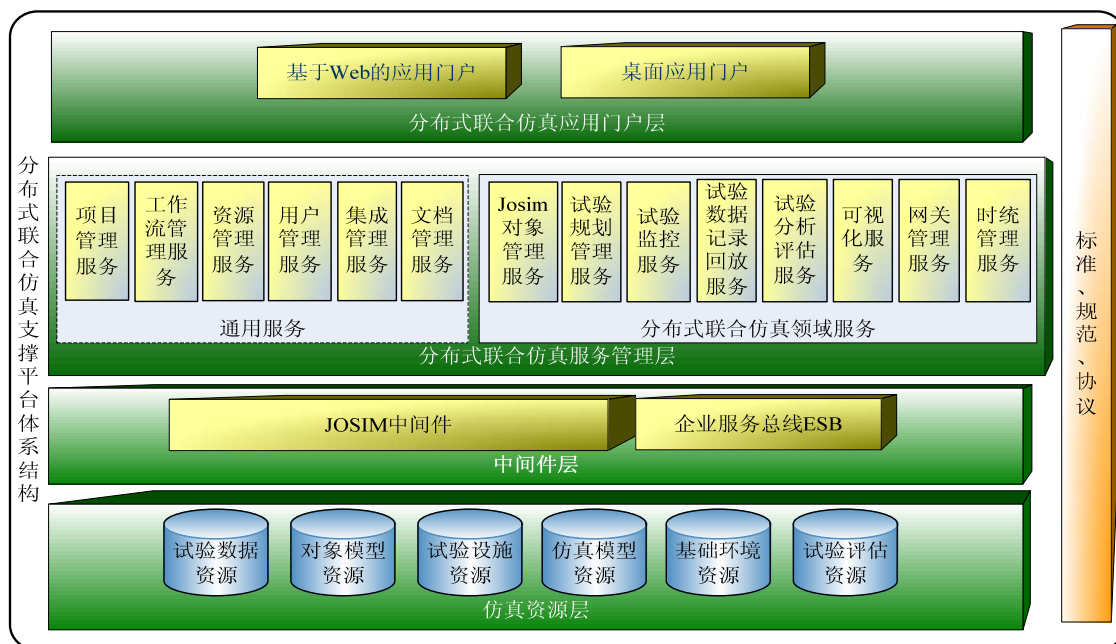 基于Web的应用门户
桌面应用门户
分布式联合仿真应用门户层
分布式联合仿真支撑平台体系结构
项目
管理
服务
工作
流管
理服
务
资源
管理
服务
用户
管理
服务
集成
管理
服务
文档
管理
服务
通用服务
Josim
对象
管理
服务
试验
规划
管理
服务
试验
监控
服务
试验
数据
记录
回放
服务
试验
分析
评估
服务
可视
化服
务
网关
管理
服务
时统
管理
服务
分布式联合仿真领域服务
分布式联合仿真服务管理层
JOSIM中间件
企业服务总线ESB
中间件层
试验数据
资源
对象模型
资源
试验设施
资源
仿真模型
资源
基础环境
资源
试验评估
资源
仿真资源层
标准、规范、协议